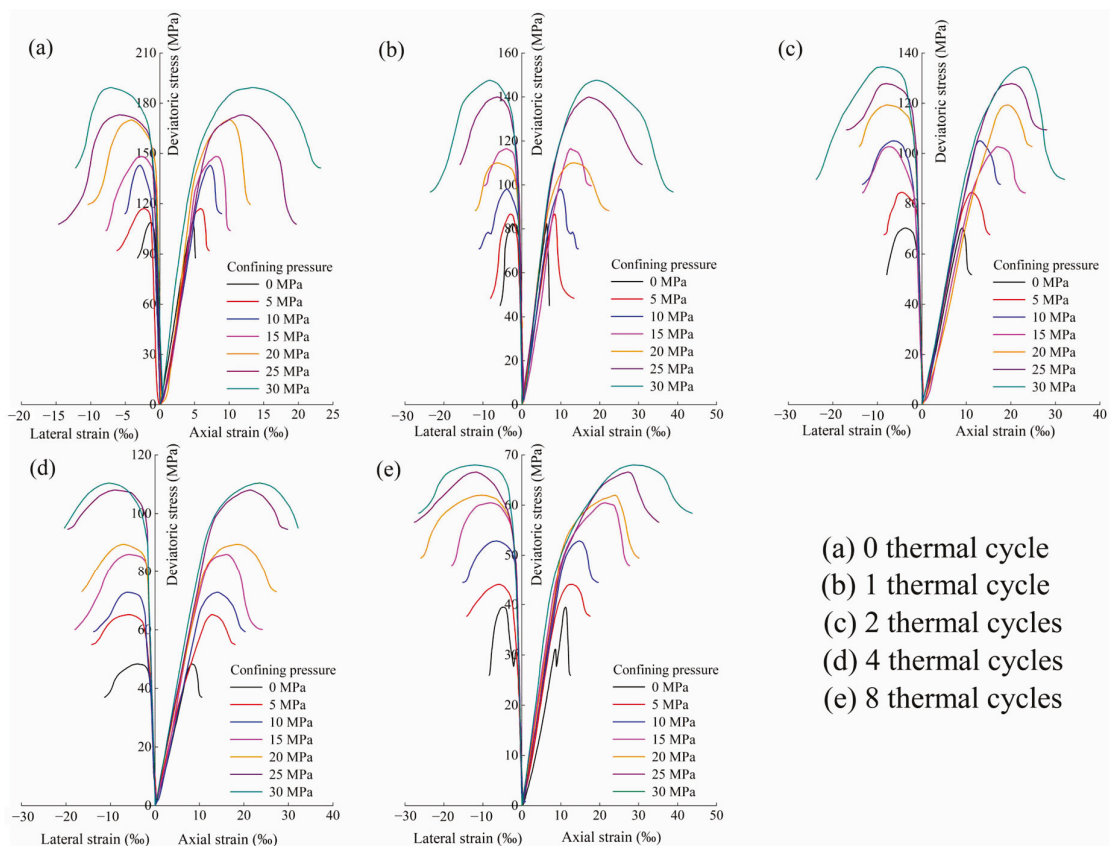 (a)
Deviatoric stress (MPa)
210
180
150
120
90
60
30
0
Confining pressure
0 MPa
5 MPa
10 MPa
15 MPa
20 MPa
25 MPa
30 MPa
−20 −15 −10 −5 0 5 10 15 20 25
Lateral strain (‰) Axial strain (‰)
(b)
Deviatoric stress (MPa)
160
140
120
100
80
60
40
20
0
Confining pressure
0 MPa
5 MPa
10 MPa
15 MPa
20 MPa
25 MPa
30 MPa
−30 −20 −10 0 10 20 30 40 50
Lateral strain (‰) Axial strain (‰)
(c)
Deviatoric stress (MPa)
140
120
100
80
60
40
20
0
Confining pressure
0 MPa
5 MPa
10 MPa
15 MPa
20 MPa
25 MPa
30 MPa
−30 −20 −10 0 10 20 30 40
Lateral strain (‰) Axial strain (‰)
(d)
Deviatoric stress (MPa)
120
100
80
60
40
20
0
Confining pressure
0 MPa
5 MPa
10 MPa
15 MPa
20 MPa
25 MPa
30 MPa
−30 −20 −10 0 10 20 30 40
Lateral strain (‰) Axial strain (‰)
(e)
Deviatoric stress (MPa)
70
60
50
40
30
20
10
0
Confining pressure
0 MPa
5 MPa
10 MPa
15 MPa
20 MPa
25 MPa
30 MPa
−30 −20 −10 0 10 20 30 40 50
Lateral strain (‰) Axial strain (‰)
(a) 0 thermal cycle
(b) 1 thermal cycle
(c) 2 thermal cycles
(d) 4 thermal cycles
(e) 8 thermal cycles